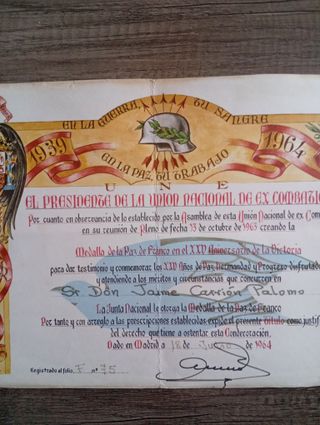 EN LA GUERRA, TU SANGRE
1939
1964
EN LA PAZ, TU TRABAJO
U N E
EL PRESIDENTE DE LA UNION NACIONAL DE EX COMBATIE
Por cuanto en observancia de lo establecido por la Asamblea de esta Unión Nacional de ex Com
en su reunión de Pleno de fecha 13 de octubre de 1963 creando la
Medalla de la Paz de Franco en el XXV Aniversario de la Victoria
para dar testimonio y conmemorar los XXV Años de Paz, Hermandad y Progreso disfrutad
y atendiendo a los méritos y circunstancias que concurren en
Sr. Don Jaime Carrión Palomo
La Junta Nacional le otorga la Medalla de la Paz de Franco
Por tanto y con arreglo a las prescripciones establecidas, expido el presente título como justif
del derecho que tiene a ostentar esta Condecoración.
Dado en Madrid a 18 de Junio de 1964
Registrado al folio, F nº 75